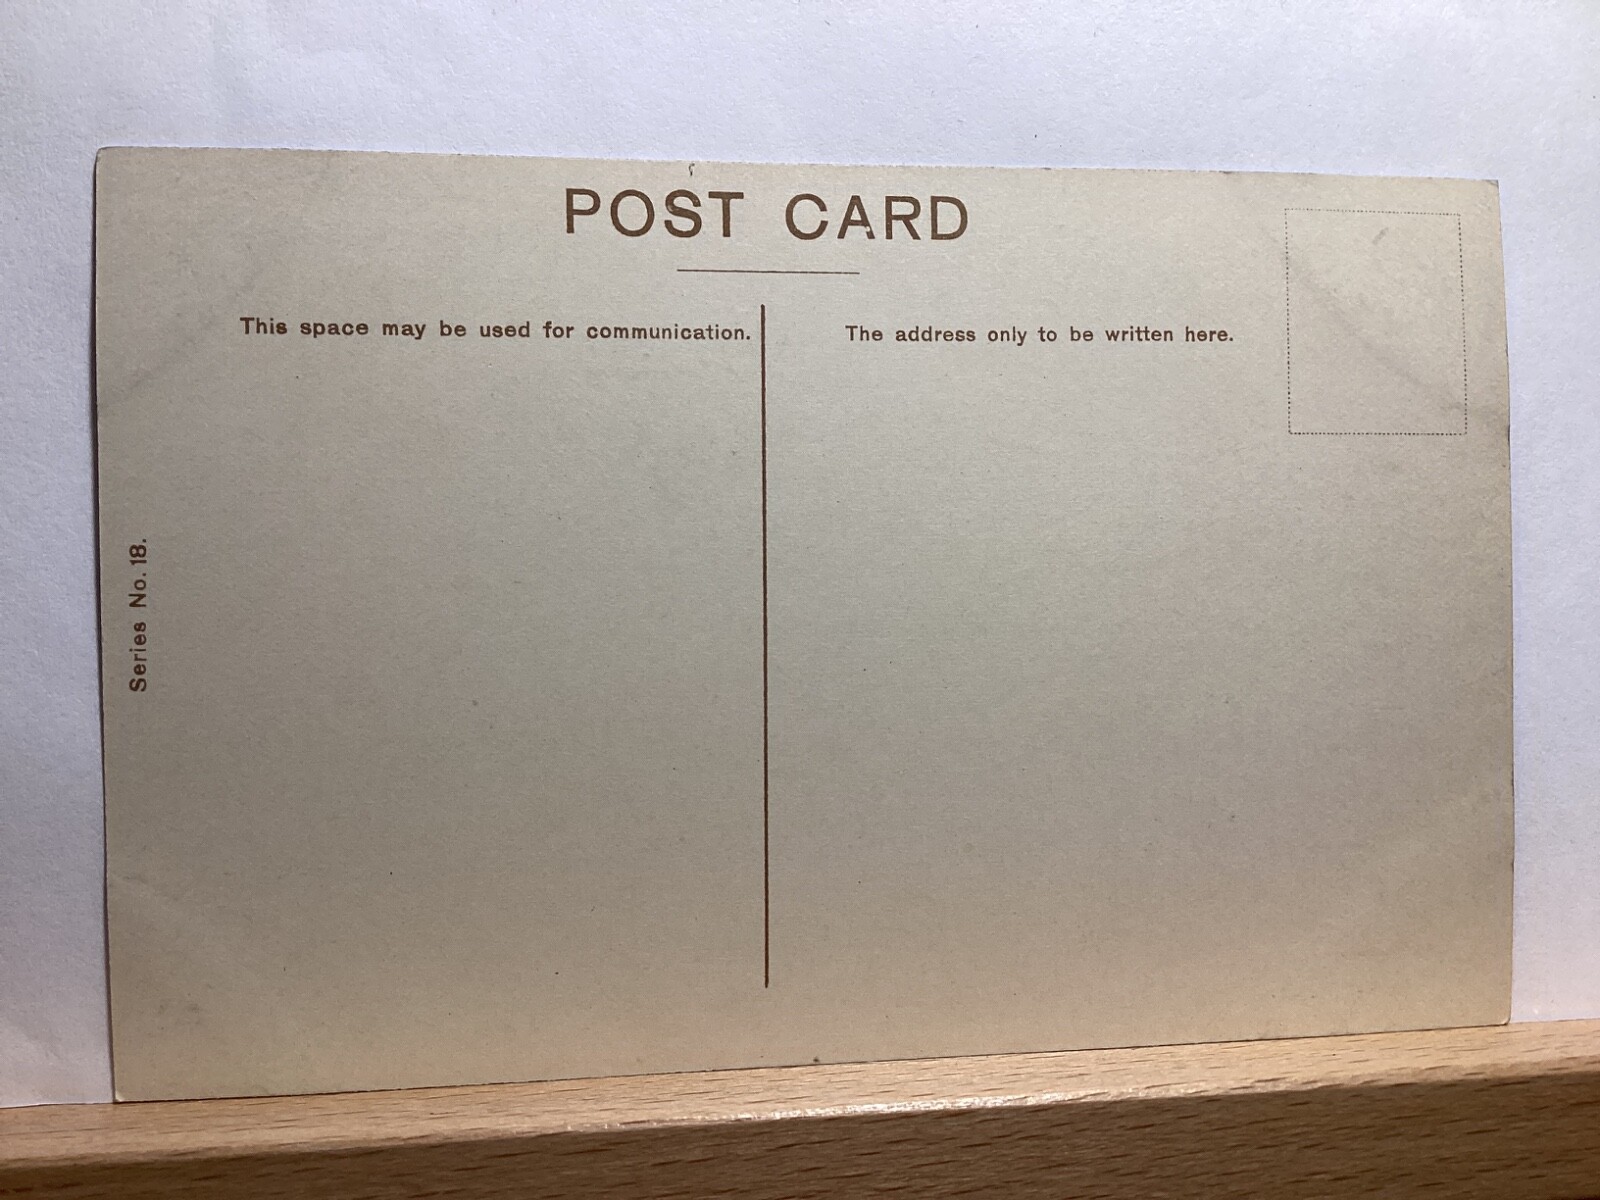 POST CARD
This space may be used for communication.
The address only to be written here.
Series No. 18.